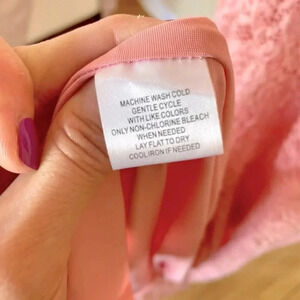 MACHINE WASH COLD
GENTLE CYCLE
WITH LIKE COLORS
ONLY NON-CHLORINE BLEACH
WHEN NEEDED
LAY FLAT TO DRY
COOL IRON IF NEEDED